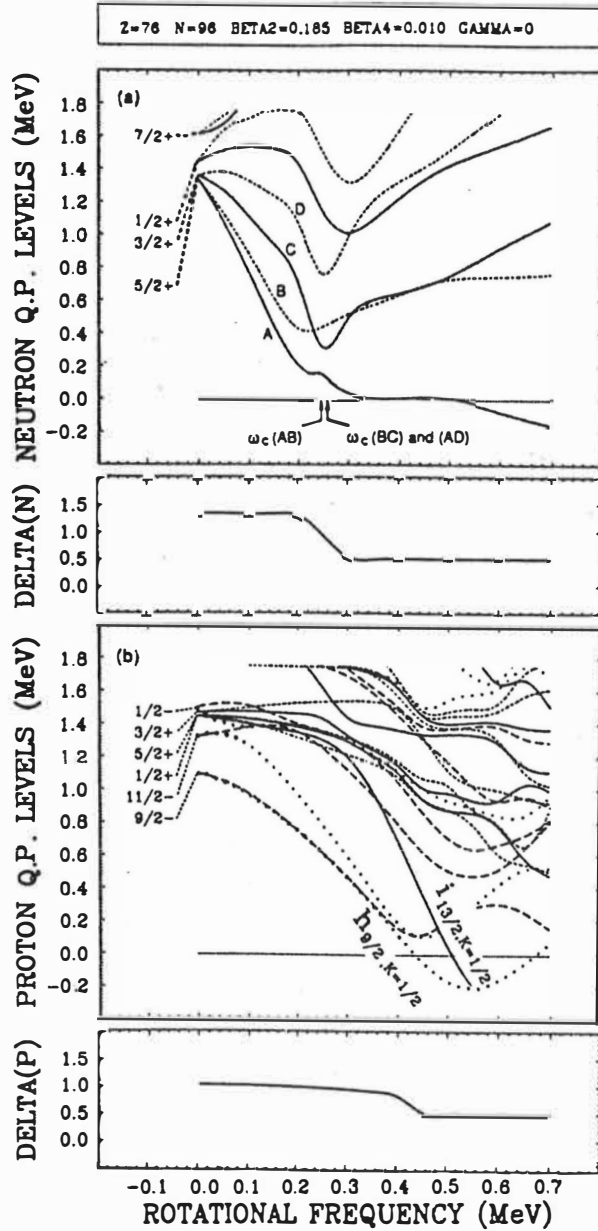 Z=76 N=96 BETA2=0.185 BETA4=0.010 GAMMA=0
NEUTRON Q.P. LEVELS (MeV)
(a)
1.8
1.6
1.4
1.2
1.0
0.8
0.6
0.4
0.2
0.0
-0.2
7/2+
1/2+
3/2+
5/2+
D
C
B
A
ωc(AB)
ωc(BC) and (AD)
DELTA(N)
1.5
1.0
0.5
0.0
PROTON Q.P. LEVELS (MeV)
(b)
1.8
1.6
1.4
1.2
1.0
0.8
0.6
0.4
0.2
0.0
-0.2
1/2-
3/2+
5/2+
1/2+
11/2-
9/2-
h9/2,K=1/2
i13/2,K=1/2
DELTA(P)
1.5
1.0
0.5
0.0
-0.1 0.0 0.1 0.2 0.3 0.4 0.5 0.6 0.7
ROTATIONAL FREQUENCY (MeV)